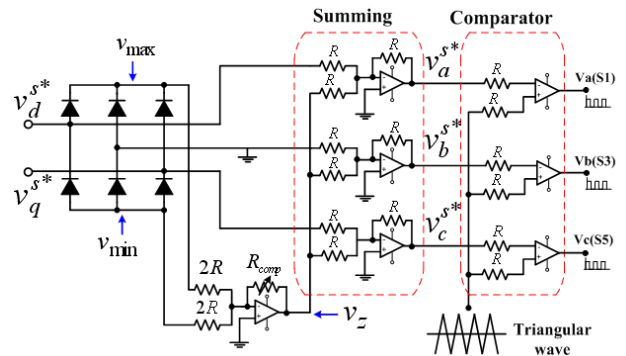 Summing
Comparator
v_max
v_d^{s*}
v_q^{s*}
v_min
2R
2R
R_comp
v_z
R
R
R
v_a^{s*}
R
R
Va(S1)
R
R
R
v_b^{s*}
R
R
Vb(S3)
R
R
R
v_c^{s*}
R
R
Vc(S5)
Triangular
wave